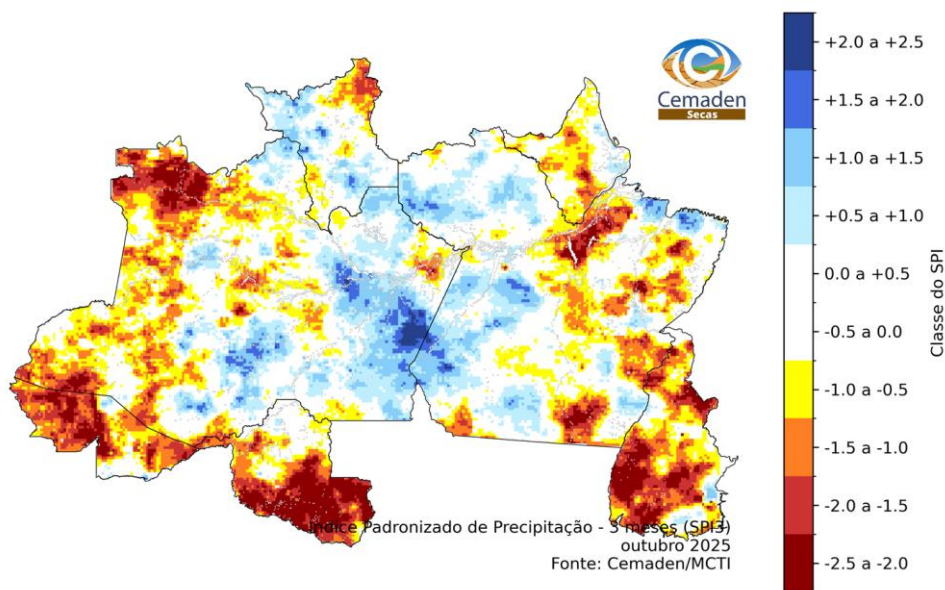 Cemaden
Secas
+2.0 a +2.5
+1.5 a +2.0
+1.0 a +1.5
+0.5 a +1.0
0.0 a +0.5
-0.5 a 0.0
-1.0 a -0.5
-1.5 a -1.0
-2.0 a -1.5
-2.5 a -2.0
Classe do SPI
Índice Padronizado de Precipitação - 3 meses (SPI3)
outubro 2025
Fonte: Cemaden/MCTI